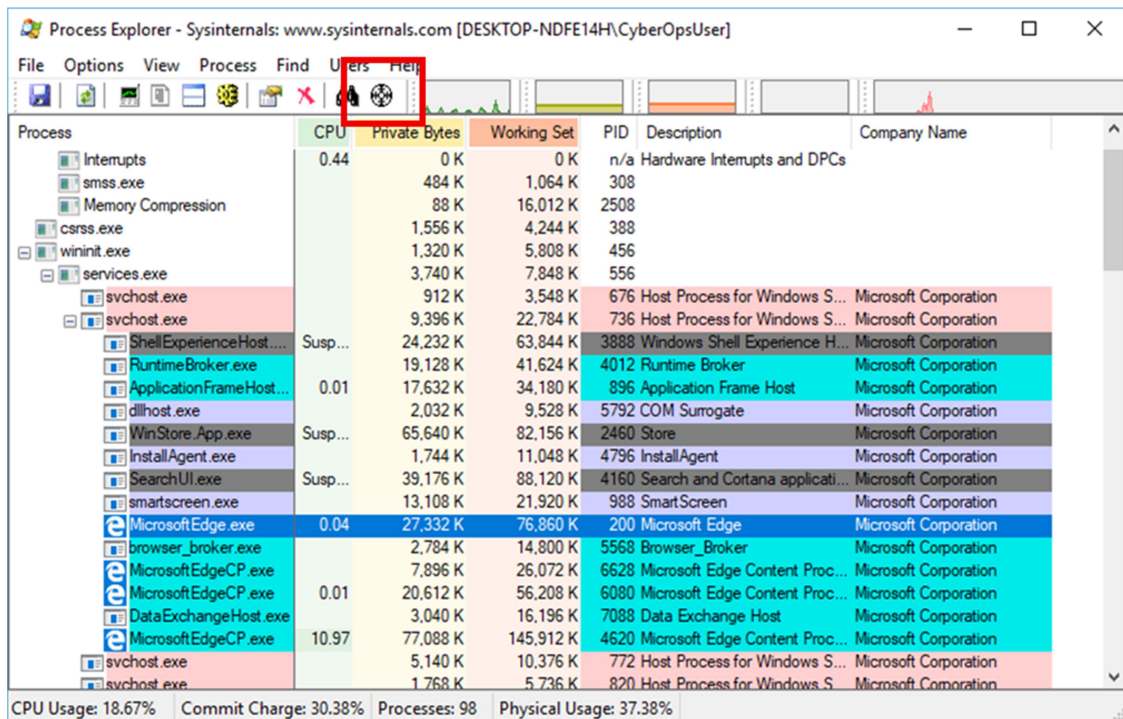 Process Explorer - Sysinternals: www.sysinternals.com [DESKTOP-NDFE14H\CyberOpsUser]
File Options View Process Find Users Help
Process CPU Private Bytes Working Set PID Description Company Name
Interrupts 0.44 0 K 0 K n/a Hardware Interrupts and DPCs
smss.exe 484 K 1,064 K 308
Memory Compression 88 K 16,012 K 2508
csrss.exe 1,556 K 4,244 K 388
wininit.exe 1,320 K 5,808 K 456
services.exe 3,740 K 7,848 K 556
svchost.exe 912 K 3,548 K 676 Host Process for Windows S... Microsoft Corporation
svchost.exe 9,396 K 22,784 K 736 Host Process for Windows S... Microsoft Corporation
ShellExperienceHost.... Susp... 24,232 K 63,844 K 3888 Windows Shell Experience H... Microsoft Corporation
RuntimeBroker.exe 19,128 K 41,624 K 4012 Runtime Broker Microsoft Corporation
ApplicationFrameHost... 0.01 17,632 K 34,180 K 896 Application Frame Host Microsoft Corporation
dllhost.exe 2,032 K 9,528 K 5792 COM Surrogate Microsoft Corporation
WinStore.App.exe Susp... 65,640 K 82,156 K 2460 Store Microsoft Corporation
InstallAgent.exe 1,744 K 11,048 K 4796 InstallAgent Microsoft Corporation
SearchUI.exe Susp... 39,176 K 88,120 K 4160 Search and Cortana applicati... Microsoft Corporation
smartscreen.exe 13,108 K 21,920 K 988 SmartScreen Microsoft Corporation
MicrosoftEdge.exe 0.04 27,332 K 76,860 K 200 Microsoft Edge Microsoft Corporation
browser_broker.exe 2,784 K 14,800 K 5568 Browser_Broker Microsoft Corporation
MicrosoftEdgeCP.exe 7,896 K 26,072 K 6628 Microsoft Edge Content Proc... Microsoft Corporation
MicrosoftEdgeCP.exe 0.01 20,612 K 56,208 K 6080 Microsoft Edge Content Proc... Microsoft Corporation
DataExchangeHost.exe 3,040 K 16,196 K 7088 Data Exchange Host Microsoft Corporation
MicrosoftEdgeCP.exe 10.97 77,088 K 145,912 K 4620 Microsoft Edge Content Proc... Microsoft Corporation
svchost.exe 5,140 K 10,376 K 772 Host Process for Windows S... Microsoft Corporation
svchost.exe 1,768 K 5,736 K 820 Host Process for Windows S... Microsoft Corporation
CPU Usage: 18.67% Commit Charge: 30.38% Processes: 98 Physical Usage: 37.38%